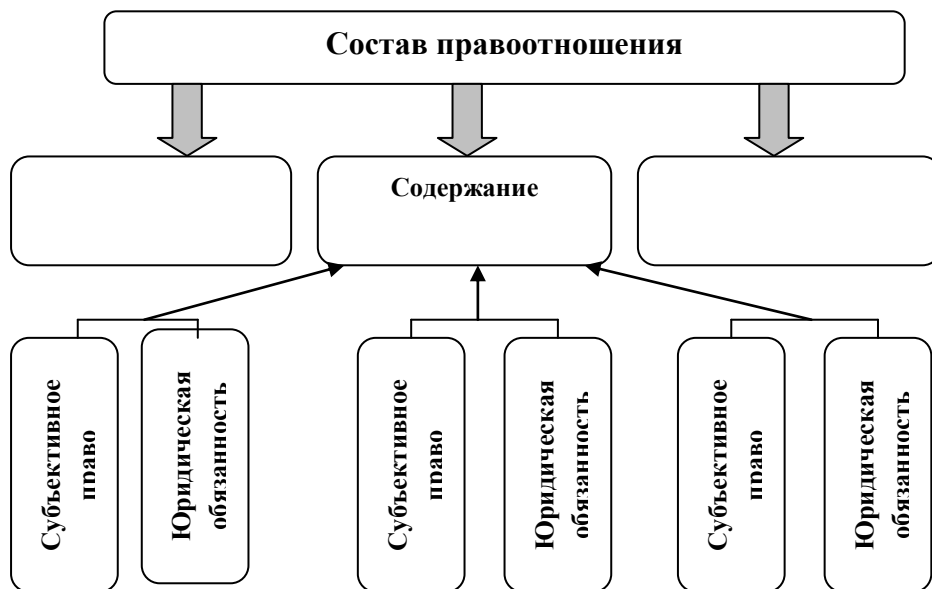 Состав правоотношения
Содержание
Субъективное
право
Юридическая
обязанность
Субъективное
право
Юридическая
обязанность
Субъективное
право
Юридическая
обязанность